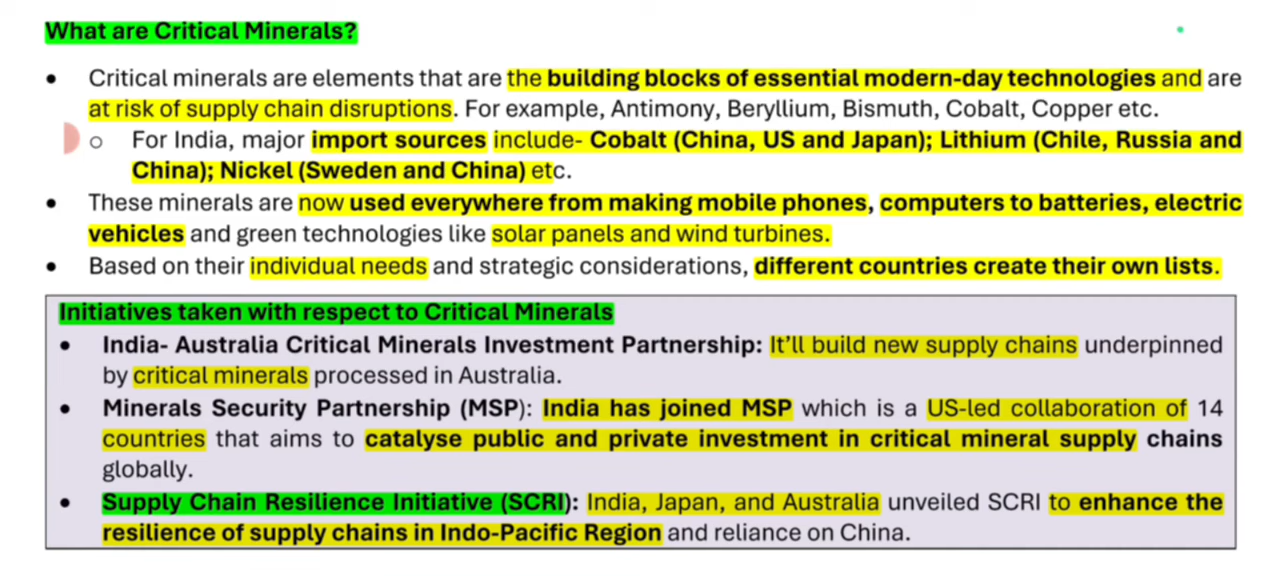 What are Critical Minerals?
• Critical minerals are elements that are the building blocks of essential modern-day technologies and are
at risk of supply chain disruptions. For example, Antimony, Beryllium, Bismuth, Cobalt, Copper etc.
o For India, major import sources include- Cobalt (China, US and Japan); Lithium (Chile, Russia and
China); Nickel (Sweden and China) etc.
• These minerals are now used everywhere from making mobile phones, computers to batteries, electric
vehicles and green technologies like solar panels and wind turbines.
• Based on their individual needs and strategic considerations, different countries create their own lists.
Initiatives taken with respect to Critical Minerals
• India- Australia Critical Minerals Investment Partnership: It’ll build new supply chains underpinned
by critical minerals processed in Australia.
• Minerals Security Partnership (MSP): India has joined MSP which is a US-led collaboration of 14
countries that aims to catalyse public and private investment in critical mineral supply chains
globally.
• Supply Chain Resilience Initiative (SCRI): India, Japan, and Australia unveiled SCRI to enhance the
resilience of supply chains in Indo-Pacific Region and reliance on China.